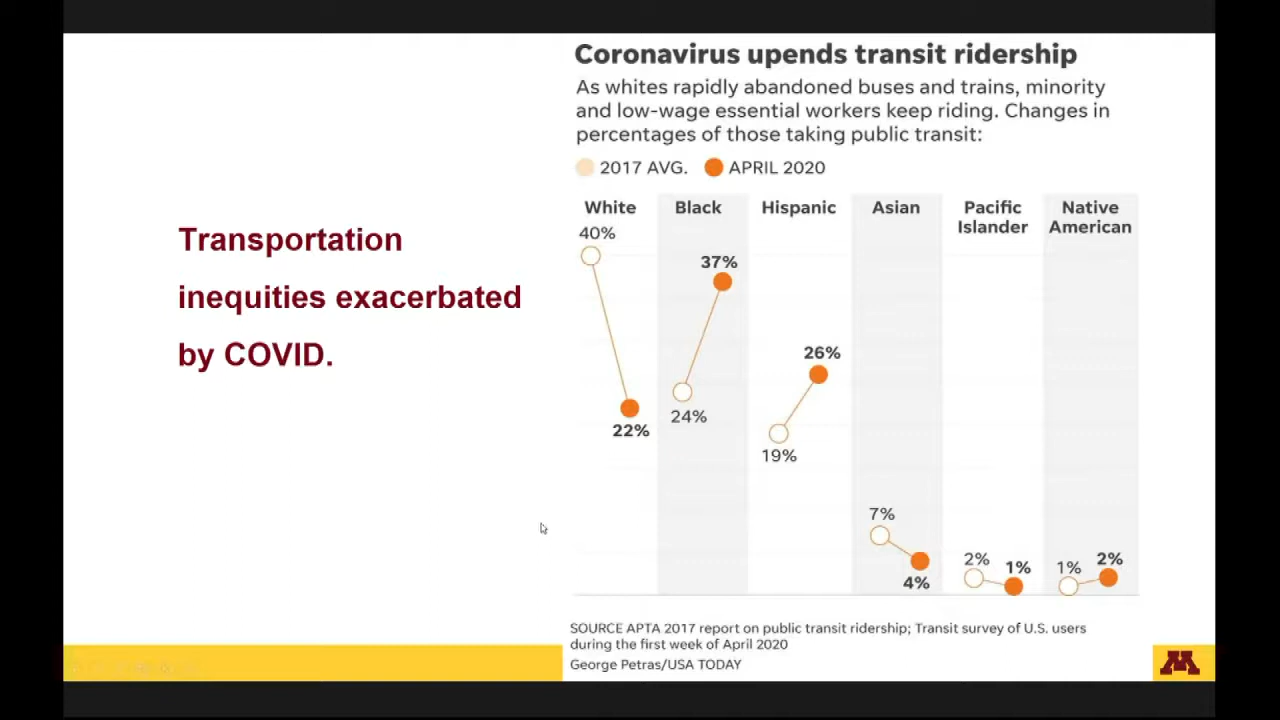 Transportation
inequities exacerbated
by COVID.
Coronavirus upends transit ridership
As whites rapidly abandoned buses and trains, minority
and low-wage essential workers keep riding. Changes in
percentages of those taking public transit:
2017 AVG. APRIL 2020
White Black Hispanic Asian Pacific Islander Native American
40%
22%
24%
37%
19%
26%
7%
4%
2%
1%
1%
2%
SOURCE APTA 2017 report on public transit ridership; Transit survey of U.S. users
during the first week of April 2020
George Petras/USA TODAY
M